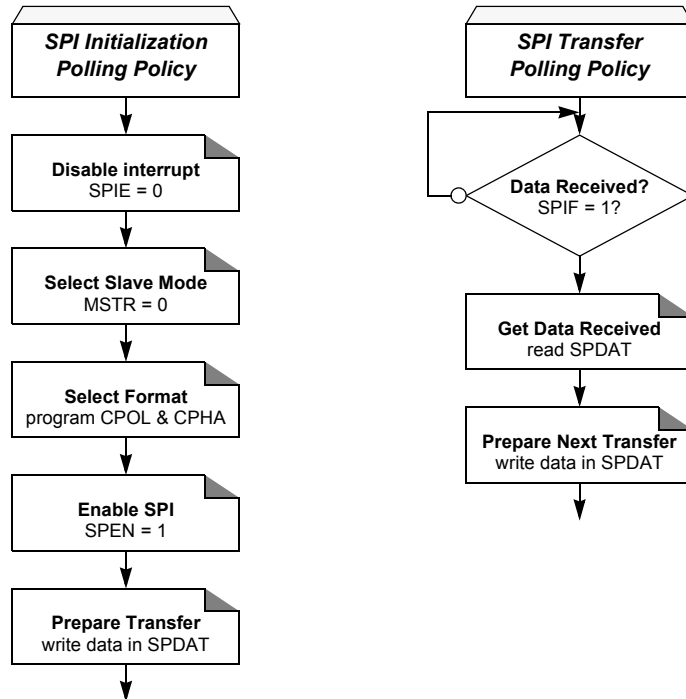 SPI Initialization
Polling Policy
Disable interrupt
SPIE = 0
Select Slave Mode
MSTR = 0
Select Format
program CPOL & CPHA
Enable SPI
SPEN = 1
Prepare Transfer
write data in SPDAT
SPI Transfer
Polling Policy
Data Received?
SPIF = 1?
Get Data Received
read SPDAT
Prepare Next Transfer
write data in SPDAT